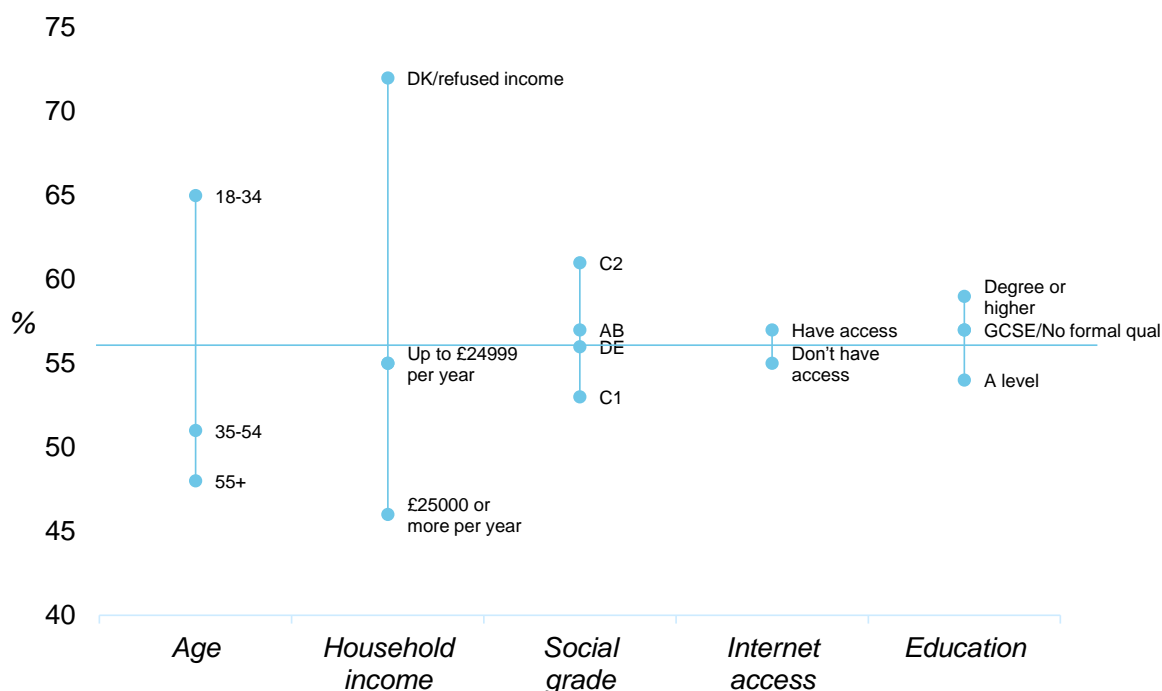 75
DK/refused income
70
65
18-34
60
C2
Degree or
higher
%
AB
Have access
GCSE/No formal qual
DE
55
Up to £24999
per year
Don't have
access
A level
C1
50
35-54
55+
£25000 or
more per year
45
40
Age
Household
income
Social
grade
Internet
access
Education